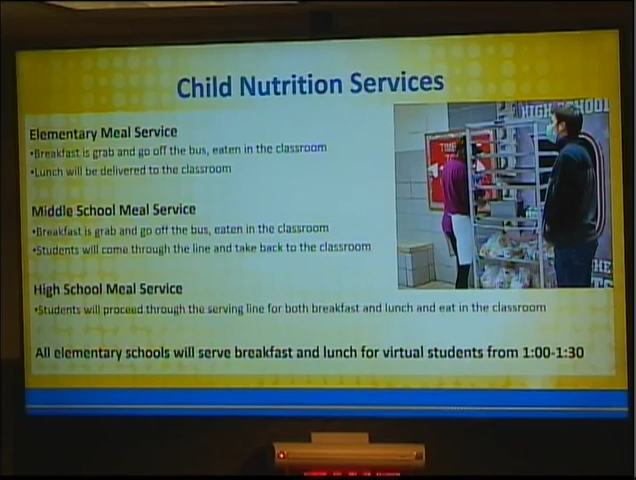 Child Nutrition Services
Elementary Meal Service
•Breakfast is grab and go off the bus, eaten in the classroom
•Lunch will be delivered to the classroom
Middle School Meal Service
•Breakfast is grab and go off the bus, eaten in the classroom
•Students will come through the line and take back to the classroom
High School Meal Service
•Students will proceed through the serving line for both breakfast and lunch and eat in the classroom
All elementary schools will serve breakfast and lunch for virtual students from 1:00-1:30
HIGH SCHOOL
TIME